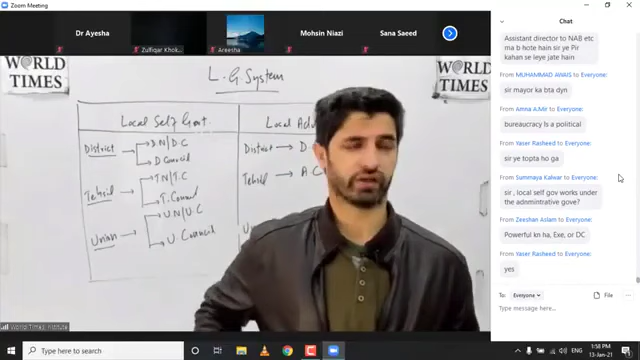 Zoom Meeting
Dr Ayesha
Zulfiqar Khok...
Areesha
Mohsin Niazi
Sana Saeed
WORLD
TIMES
L.G System
WORLD
TIMES
Local Self Govt.
Local Ad
District → D.N/D.C
D Council
District → D
Tehsil → T.N/T.C
T. Council
Tehsil → A.C
Union → U.N/U.C
U. Council
U
World Times Institute
Chat
Assistant director to NAB etc
ma b hote hain sir ye Pir
kahan se leye jate hain
From MUHAMMAD AWAIS to Everyone:
sir mayor ka bta dyn
From Amna A.Mir to Everyone:
bureaucracy Is a political
From Yaser Rasheed to Everyone:
sir ye topta ho ga
From Summaya Kalwar to Everyone:
sir , local self gov works under
the admnitrative gove?
From Zeeshan Aslam to Everyone:
Powerful kn ha, Exe, or DC
From Yaser Rasheed to Everyone:
yes
To: Everyone
File
Type message here...
Type here to search
1:58 PM
13-Jan-21